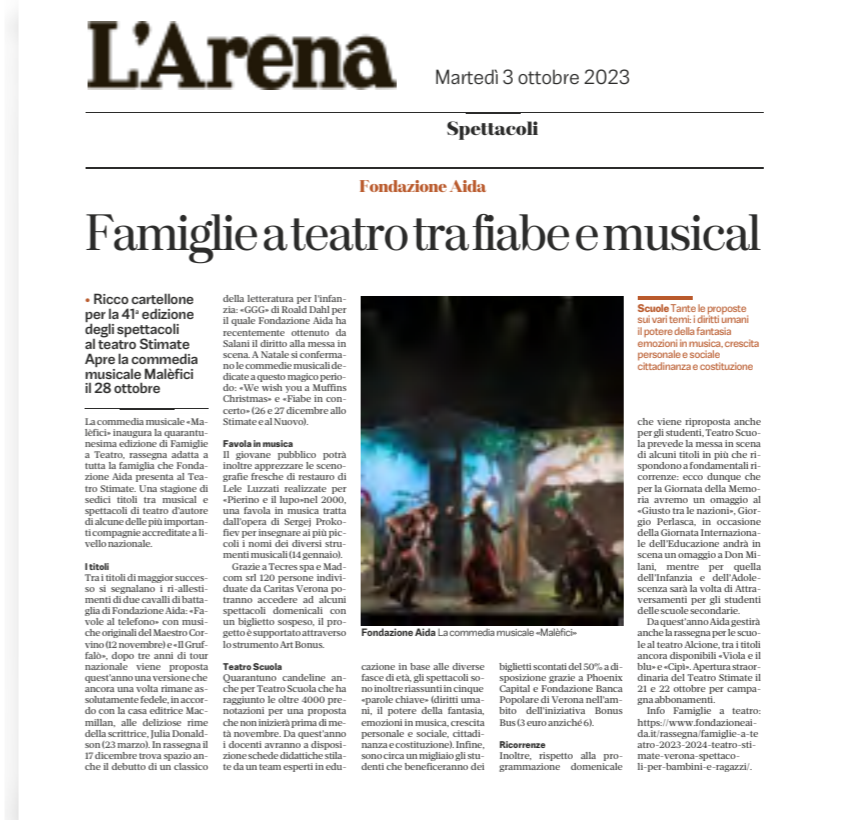 L'Arena
Martedì 3 ottobre 2023
Spettacoli
Fondazione Aida
Famiglie a teatro tra fiabe e musical
• Ricco cartellone
per la 41ª edizione
degli spettacoli
al teatro Stimate
Apre la commedia
musicale Malèfici
il 28 ottobre
La commedia musicale «Ma-
lèfici» inaugura la quarantu-
nesima edizione di Famiglie
a Teatro, rassegna adatta a
tutta la famiglia che Fonda-
zione Aida presenta al Tea-
tro Stimate. Una stagione di
sedici titoli tra musical e
spettacoli di teatro d'autore
di alcune delle più importan-
ti compagnie accreditate a li-
vello nazionale.
I titoli
Tra i titoli di maggior succes-
so si segnalano i ri-allesti-
menti di due cavalli di batta-
glia di Fondazione Aida: «Fa-
vole al telefono» con musi-
che originali del Maestro Cor-
vino (12 novembre) e «Il Gruf-
falò», dopo tre anni di tour
nazionale viene proposta
quest'anno una versione che
ancora una volta rimane as-
solutamente fedele, in accor-
do con la casa editrice Mac-
millan, alle deliziose rime
della scrittrice, Julia Donald-
son (23 marzo). In rassegna il
17 dicembre trova spazio an-
che il debutto di un classico
della letteratura per l'infan-
zia: «GGG» di Roald Dahl per
il quale Fondazione Aida ha
recentemente ottenuto da
Salani il diritto alla messa in
scena. A Natale si conferma-
no le commedie musicali de-
dicate a questo magico perio-
do: «We wish you a Muffins
Christmas» e «Fiabe in con-
certo» (26 e 27 dicembre allo
Stimate e al Nuovo).
Favola in musica
Il giovane pubblico potrà
inoltre apprezzare le sceno-
grafie fresche di restauro di
Lele Luzzati realizzate per
«Pierino e il lupo»nel 2000,
una favola in musica tratta
dall'opera di Sergej Proko-
fiev per insegnare ai più pic-
coli i nomi dei diversi stru-
menti musicali (14 gennaio).
Grazie a Tecres spa e Mad-
com srl 120 persone indivi-
duate da Caritas Verona po-
tranno accedere ad alcuni
spettacoli domenicali con
un biglietto sospeso, il pro-
getto è supportato attraverso
lo strumento Art Bonus.
Teatro Scuola
Quarantuno candeline an-
che per Teatro Scuola che ha
raggiunto le oltre 4000 pre-
notazioni per una proposta
che non inizierà prima di me-
tà novembre. Da quest'anno
i docenti avranno a disposi-
zione schede didattiche stila-
te da un team esperti in edu-
Fondazione Aida La commedia musicale «Malèfici»
cazione in base alle diverse
fasce di età, gli spettacoli so-
no inoltre riassunti in cinque
«parole chiave» (diritti uma-
ni, il potere della fantasia,
emozioni in musica, crescita
personale e sociale, cittadi-
nanza e costituzione). Infine,
sono circa un migliaio gli stu-
denti che beneficeranno dei
biglietti scontati del 50% a di-
sposizione grazie a Phoenix
Capital e Fondazione Banca
Popolare di Verona nell'am-
bito dell'iniziativa Bonus
Bus (3 euro anziché 6).
Ricorrenze
Inoltre, rispetto alla pro-
grammazione domenicale
Scuole Tante le proposte
sui vari temi: i diritti umani
il potere della fantasia
emozioni in musica, crescita
personale e sociale
cittadinanza e costituzione
che viene riproposta anche
per gli studenti, Teatro Scuo-
la prevede la messa in scena
di alcuni titoli in più che ri-
spondono a fondamentali ri-
correnze: ecco dunque che
per la Giornata della Memo-
ria avremo un omaggio al
«Giusto tra le nazioni», Gior-
gio Perlasca, in occasione
della Giornata Internaziona-
le dell'Educazione andrà in
scena un omaggio a Don Mi-
lani, mentre per quella
dell'Infanzia e dell'Adole-
scenza sarà la volta di Attra-
versamenti per gli studenti
delle scuole secondarie.
Da quest'anno Aida gestirà
anche la rassegna per le scuo-
le al teatro Alcione, tra i titoli
ancora disponibili «Viola e il
blu» e «Cipì». Apertura straor-
dinaria del Teatro Stimate il
21 e 22 ottobre per campa-
gna abbonamenti.
Info Famiglie a teatro:
https://www.fondazioneai-
da.it/rassegna/famiglie-a-te
atro-2023-2024-teatro-sti-
mate-verona-spettaco-
li-per-bambini-e-ragazzi/.